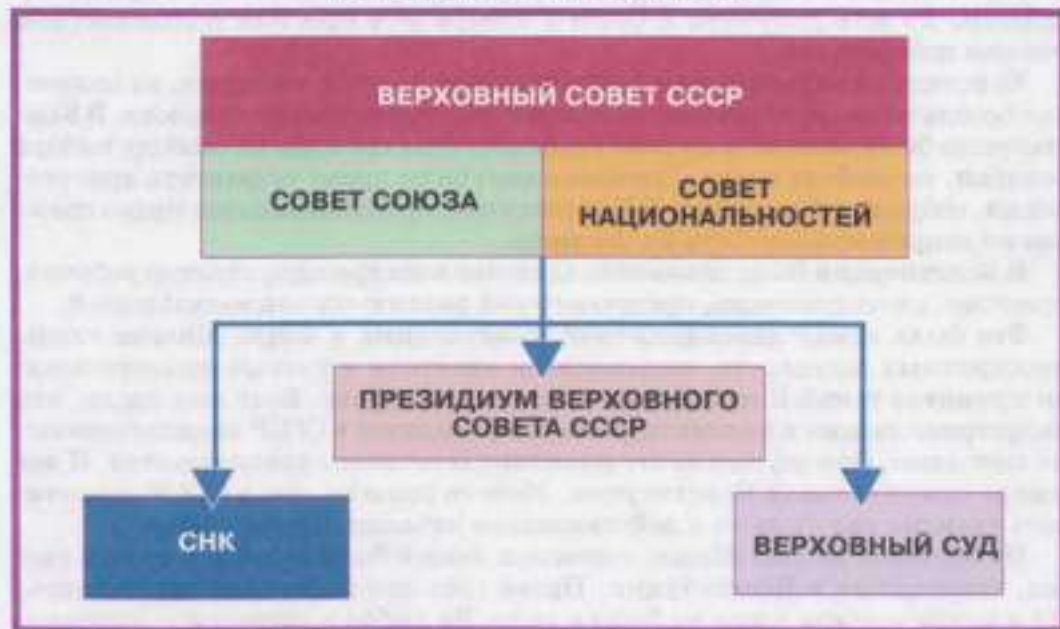 ВЕРХОВНЫЙ СОВЕТ СССР
СОВЕТ СОЮЗА
СОВЕТ
НАЦИОНАЛЬНОСТЕЙ
ПРЕЗИДИУМ ВЕРХОВНОГО
СОВЕТА СССР
СНК
ВЕРХОВНЫЙ СУД